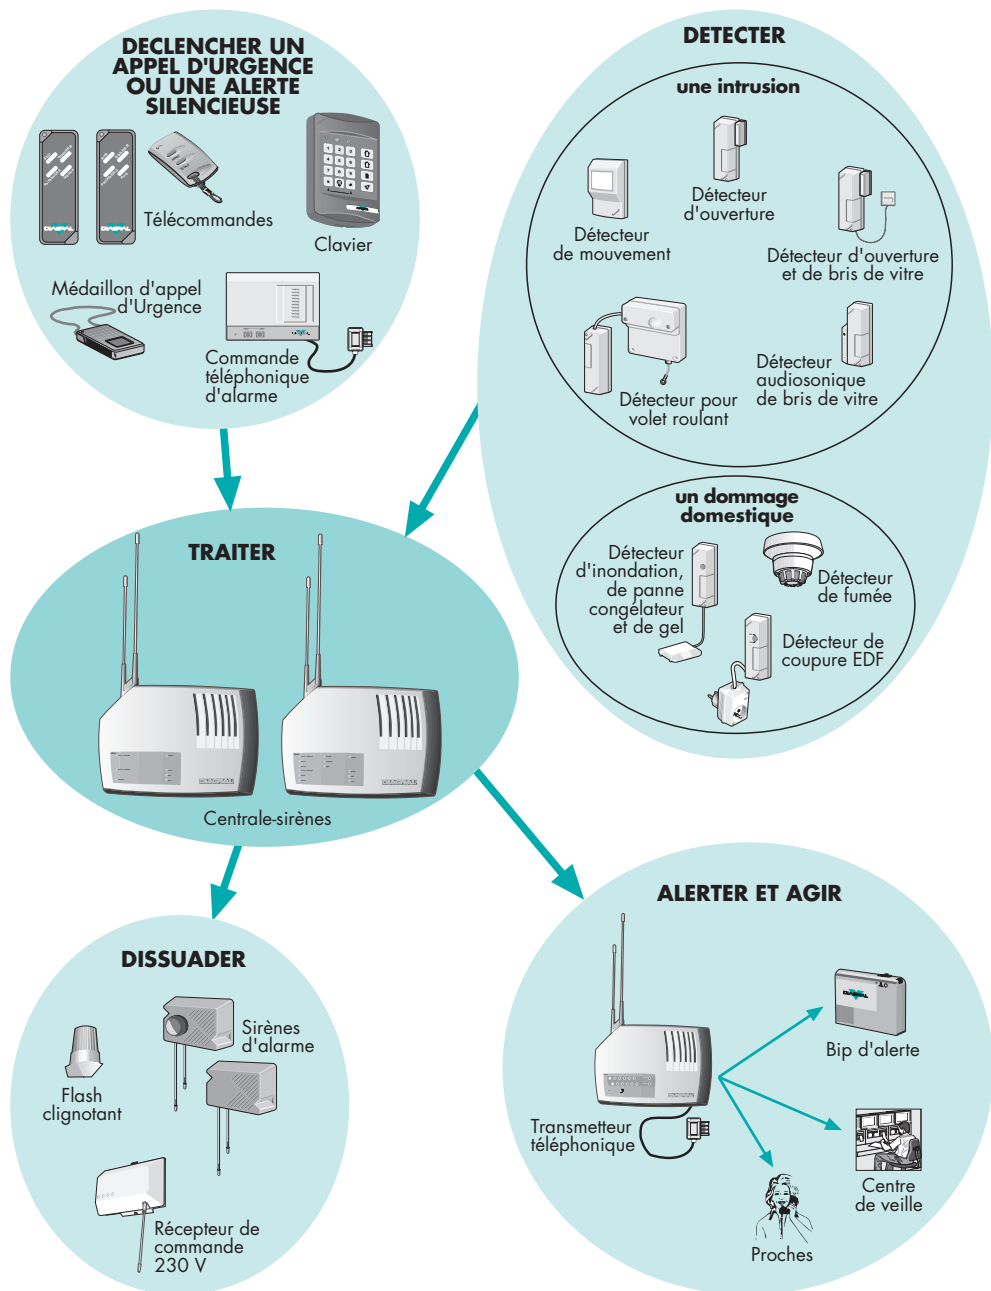 DECLENCHER UN
APPEL D'URGENCE
OU UNE ALERTE
SILENCIEUSE
Télécommandes
Clavier
Médaillon d'appel
d'Urgence
Commande
téléphonique
d'alarme
DETECTER
une intrusion
Détecteur
de mouvement
Détecteur
d'ouverture
Détecteur d'ouverture
et de bris de vitre
Détecteur pour
volet roulant
Détecteur
audiosonique
de bris de vitre
un dommage
domestique
Détecteur
d'inondation,
de panne
congélateur
et de gel
Détecteur
de fumée
Détecteur de
coupure EDF
TRAITER
Centrale-sirènes
DISSUADER
Flash
clignotant
Sirènes
d'alarme
Récepteur de
commande
230 V
ALERTER ET AGIR
Transmetteur
téléphonique
Bip d'alerte
Centre
de veille
Proches